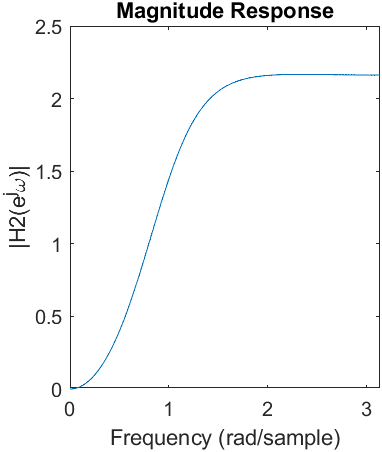 Magnitude Response
2.5
2
1.5
1
0.5
0
|H2(e^jω)|
0 1 2 3
Frequency (rad/sample)